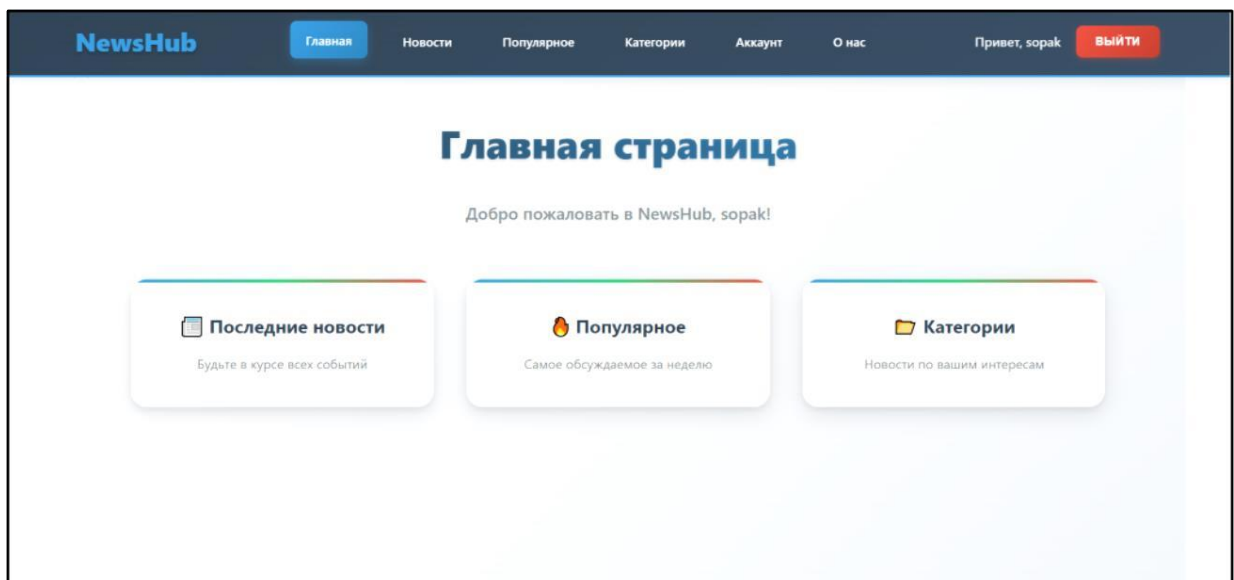 NewsHub
Главная
Новости
Популярное
Категории
Аккаунт
О нас
Привет, sopak
ВЫЙТИ
Главная страница
Добро пожаловать в NewsHub, sopak!
Последние новости
Будьте в курсе всех событий
Популярное
Самое обсуждаемое за неделю
Категории
Новости по вашим интересам